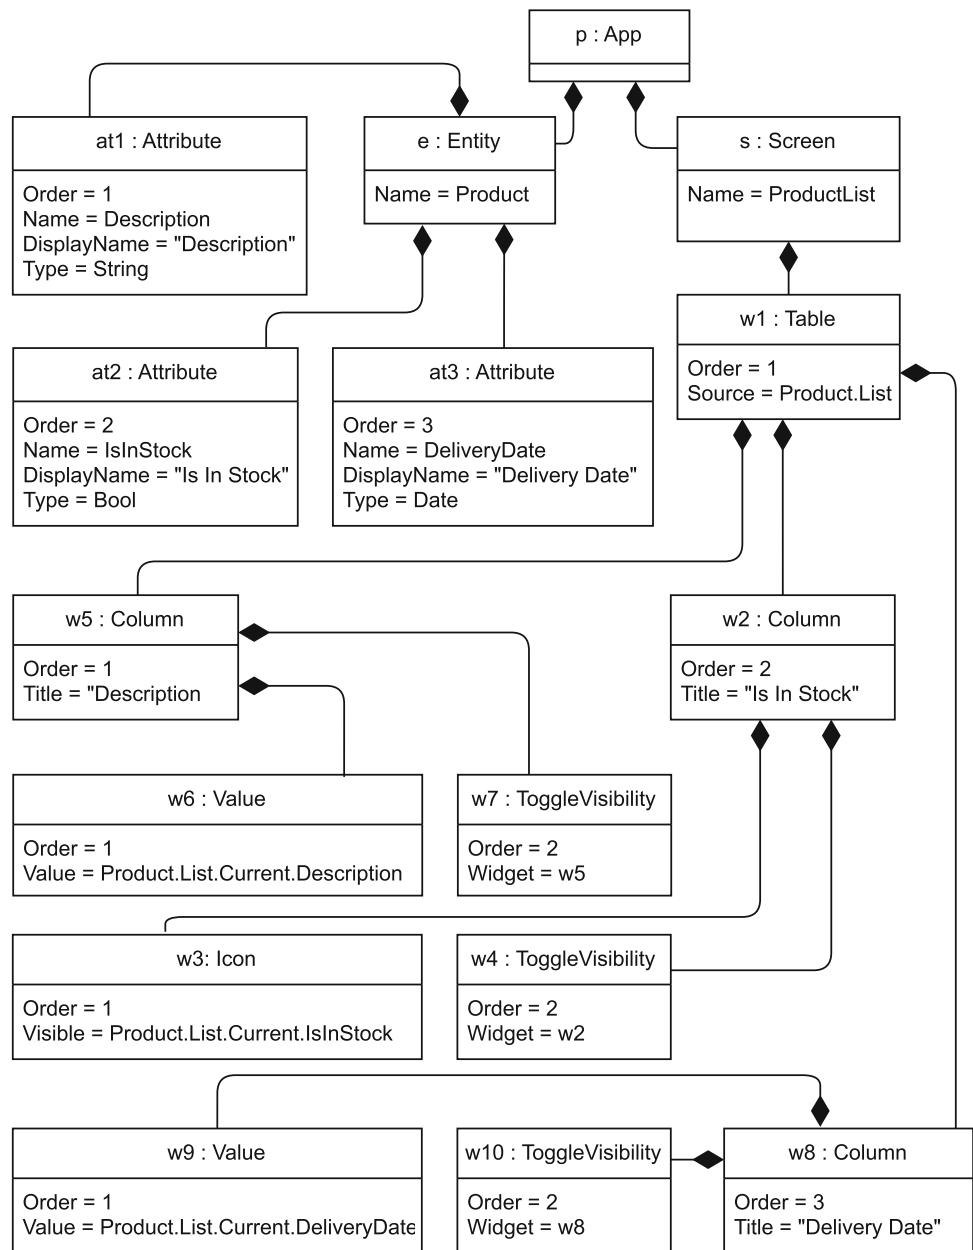 p : App
at1 : Attribute
Order = 1
Name = Description
DisplayName = "Description"
Type = String
e : Entity
Name = Product
s : Screen
Name = ProductList
w1 : Table
Order = 1
Source = Product.List
at2 : Attribute
Order = 2
Name = IsInStock
DisplayName = "Is In Stock"
Type = Bool
at3 : Attribute
Order = 3
Name = DeliveryDate
DisplayName = "Delivery Date"
Type = Date
w5 : Column
Order = 1
Title = "Description
w2 : Column
Order = 2
Title = "Is In Stock"
w6 : Value
Order = 1
Value = Product.List.Current.Description
w7 : ToggleVisibility
Order = 2
Widget = w5
w3: Icon
Order = 1
Visible = Product.List.Current.IsInStock
w4 : ToggleVisibility
Order = 2
Widget = w2
w9 : Value
Order = 1
Value = Product.List.Current.DeliveryDate
w10 : ToggleVisibility
Order = 2
Widget = w8
w8 : Column
Order = 3
Title = "Delivery Date"